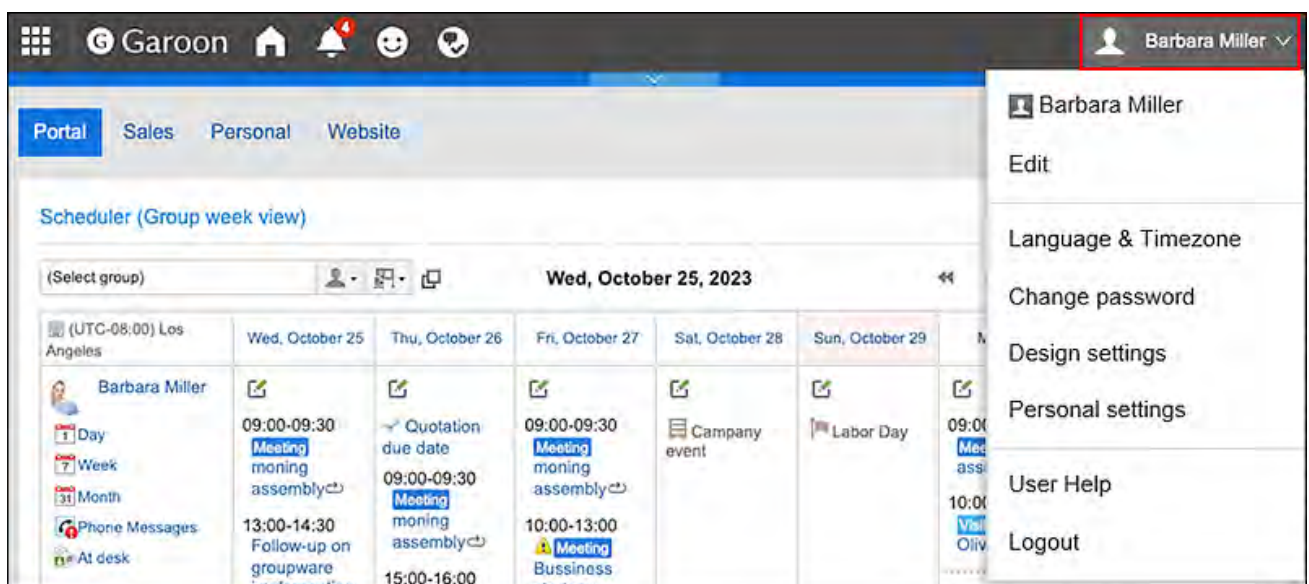 G Garoon
4
Barbara Miller
Portal Sales Personal Website
Barbara Miller
Edit
Language & Timezone
Change password
Design settings
Personal settings
User Help
Logout
Scheduler (Group week view)
(Select group)
Wed, October 25, 2023
(UTC-08:00) Los
Angeles
Wed, October 25
Thu, October 26
Fri, October 27
Sat, October 28
Sun, October 29
Barbara Miller
1 Day
7 Week
31 Month
Phone Messages
At desk
09:00-09:30
Meeting
moning
assembly
13:00-14:30
Follow-up on
groupware
Quotation
due date
09:00-09:30
Meeting
moning
assembly
15:00-16:00
09:00-09:30
Meeting
moning
assembly
10:00-13:00
Meeting
Bussiness
Campany
event
Labor Day